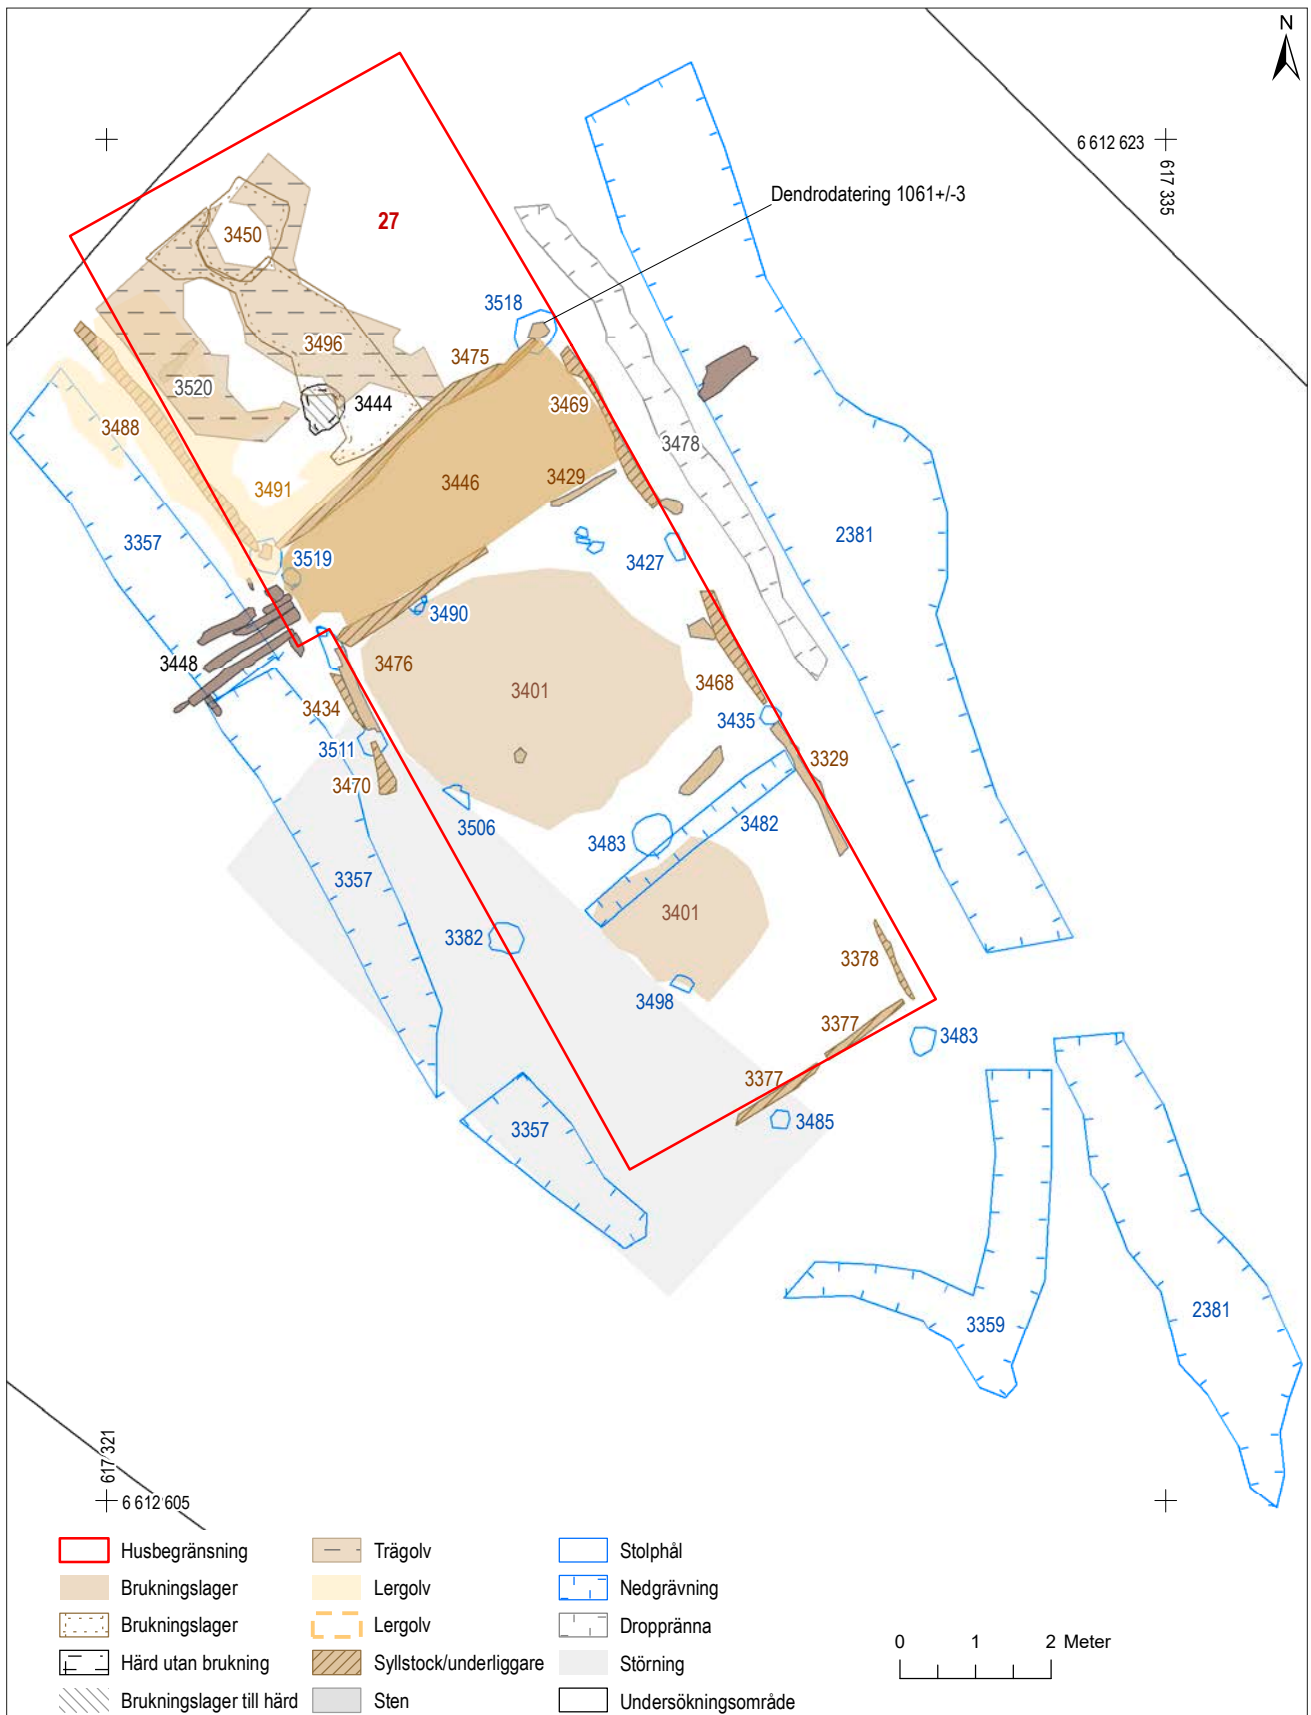 N
6 612 623
617 335
Dendrodatering 1061+/-3
27
3450
3518
3496
3475
3520
3444
3469
3488
3478
3446
3429
3491
3357
2381
3519
3427
3490
3448
3476
3401
3468
3434
3435
3511
3329
3470
3506
3483
3482
3357
3401
3382
3378
3498
3377
3483
3377
3485
3357
2381
3359
617 321
6 612 605
Husbegränsning
Brukningslager
Brukningslager
Härd utan brukning
Brukningslager till härd
Trägolv
Lergolv
Lergolv
Syllstock/underliggare
Sten
Stolphål
Nedgrävning
Dropprränna
Störning
Undersökningsområde
0 1 2 Meter